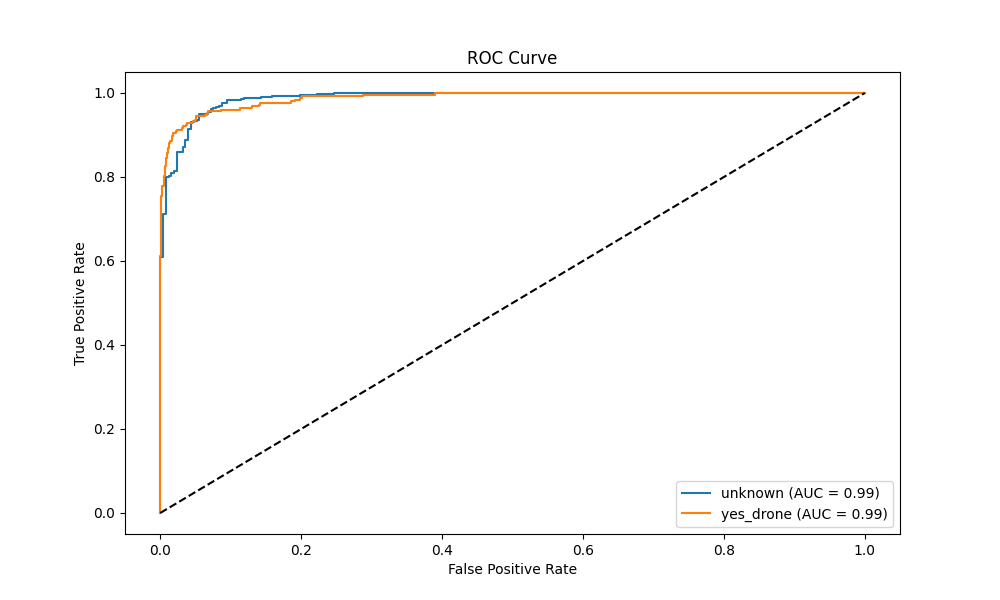 ROC Curve
True Positive Rate
1.0
0.8
0.6
0.4
0.2
0.0
0.0 0.2 0.4 0.6 0.8 1.0
False Positive Rate
unknown (AUC = 0.99)
yes_drone (AUC = 0.99)